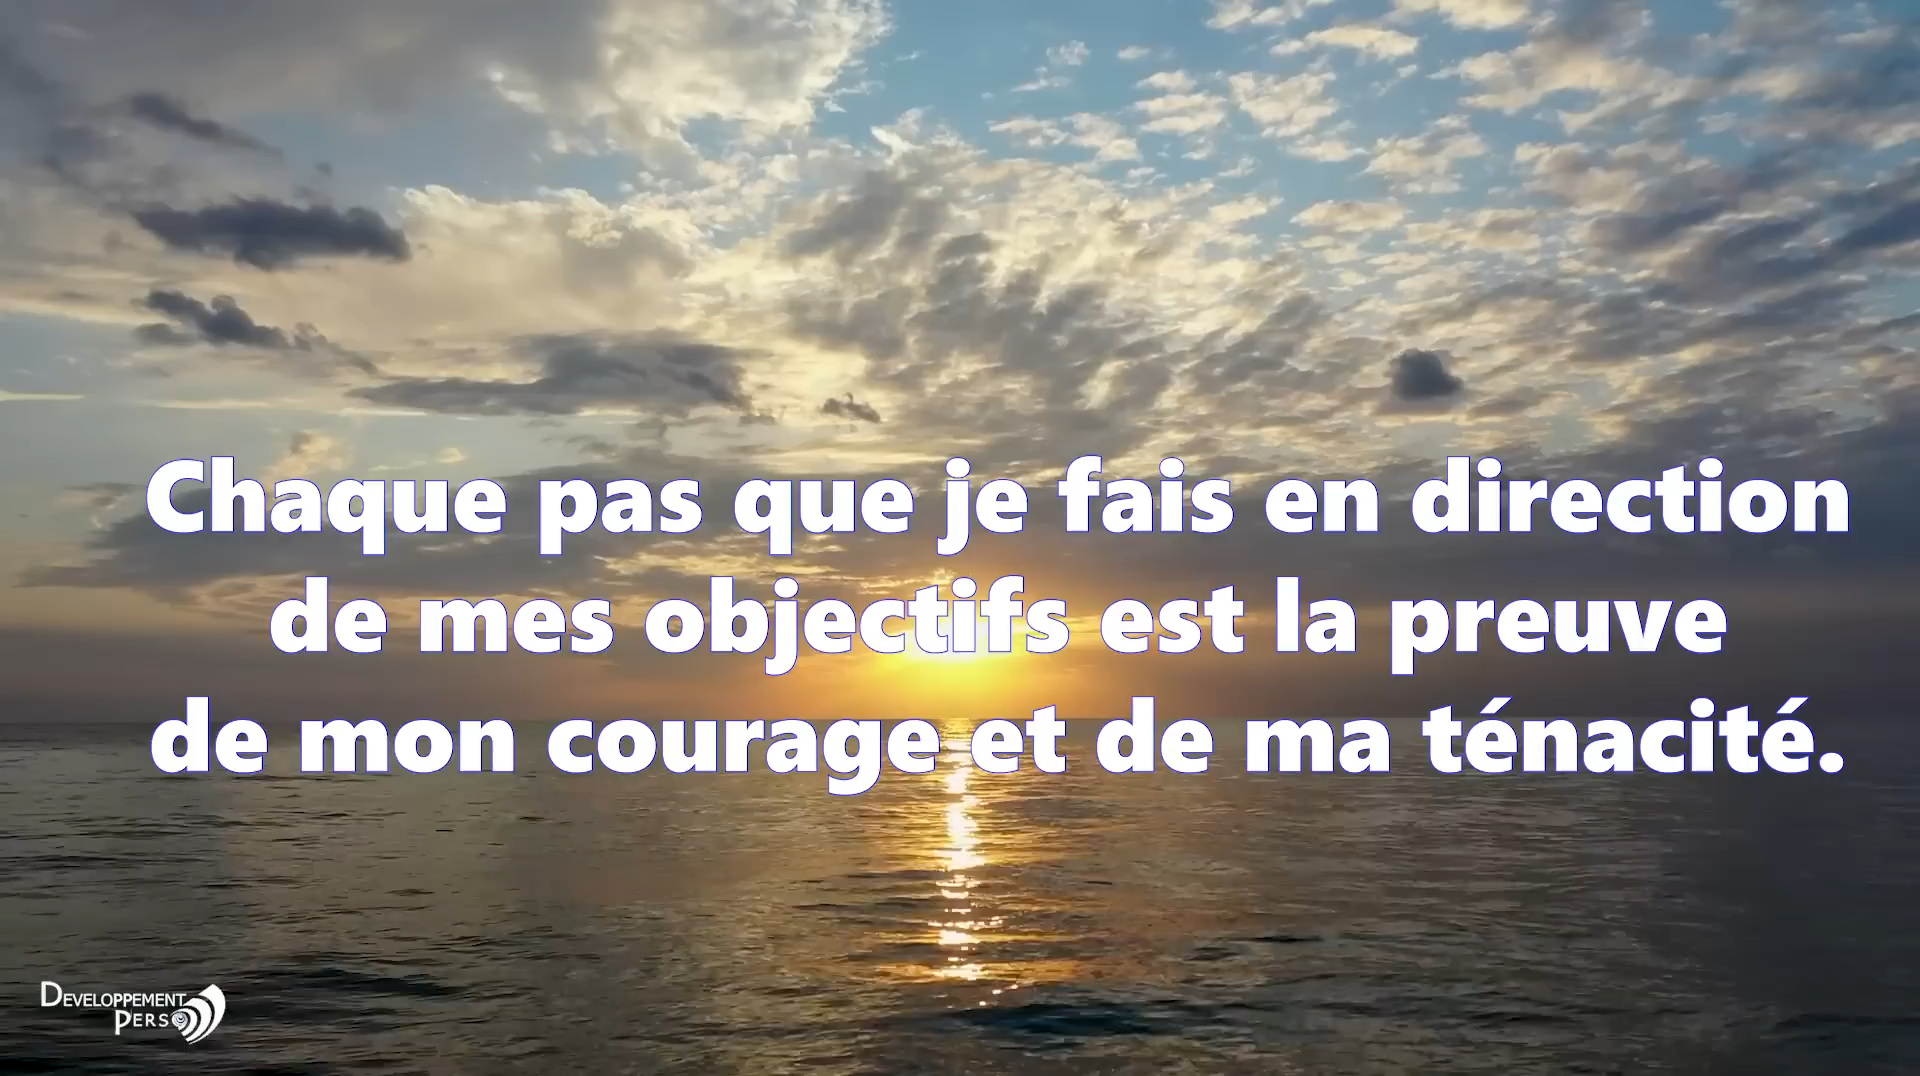 Chaque pas que je fais en direction
de mes objectifs est la preuve
de mon courage et de ma ténacité.
DEVELOPPEMENT
PERSO